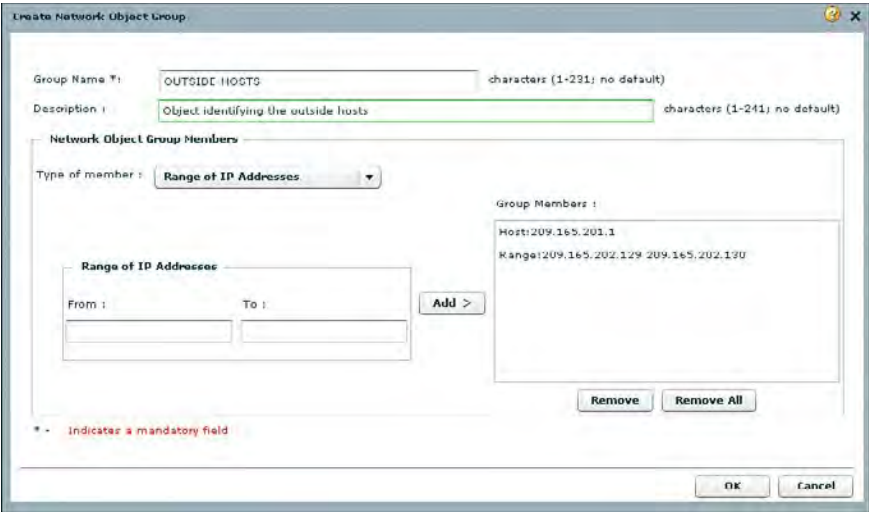 Create Network Object Group
Group Name *: OUTSIDE HOSTS characters (1-231; no default)
Description : Object identifying the outside hosts characters (1-241; no default)
Network Object Group Members
Type of member : Range of IP Addresses
Group Members :
Host:209.165.201.1
Range:209.165.202.129 209.165.202.130
Range of IP Addresses
From : To :
Add >
Remove Remove All
* - Indicates a mandatory field
OK Cancel